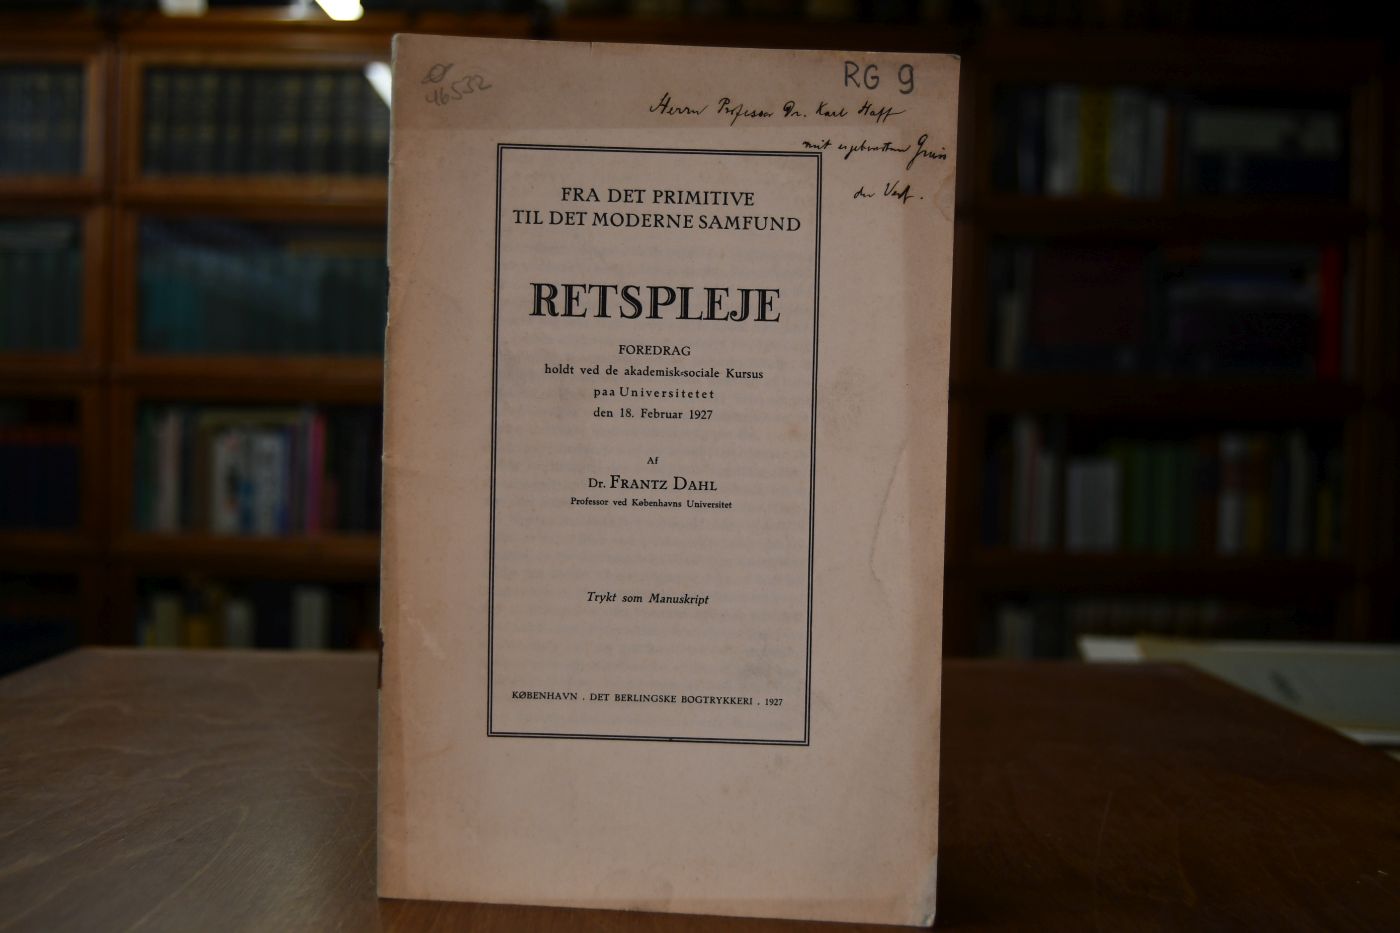 46532
RG 9
Herrn Professor Dr. Karl Haff
mit ergebenstem Gruss
der Verf.
FRA DET PRIMITIVE
TIL DET MODERNE SAMFUND
RETSPLEJE
FOREDRAG
holdt ved de akademisk-sociale Kursus
paa Universitetet
den 18. Februar 1927
Af
Dr. FRANTZ DAHL
Professor ved Københavns Universitet
Trykt som Manuskript
KØBENHAVN . DET BERLINGSKE BOGTRYKKERI . 1927